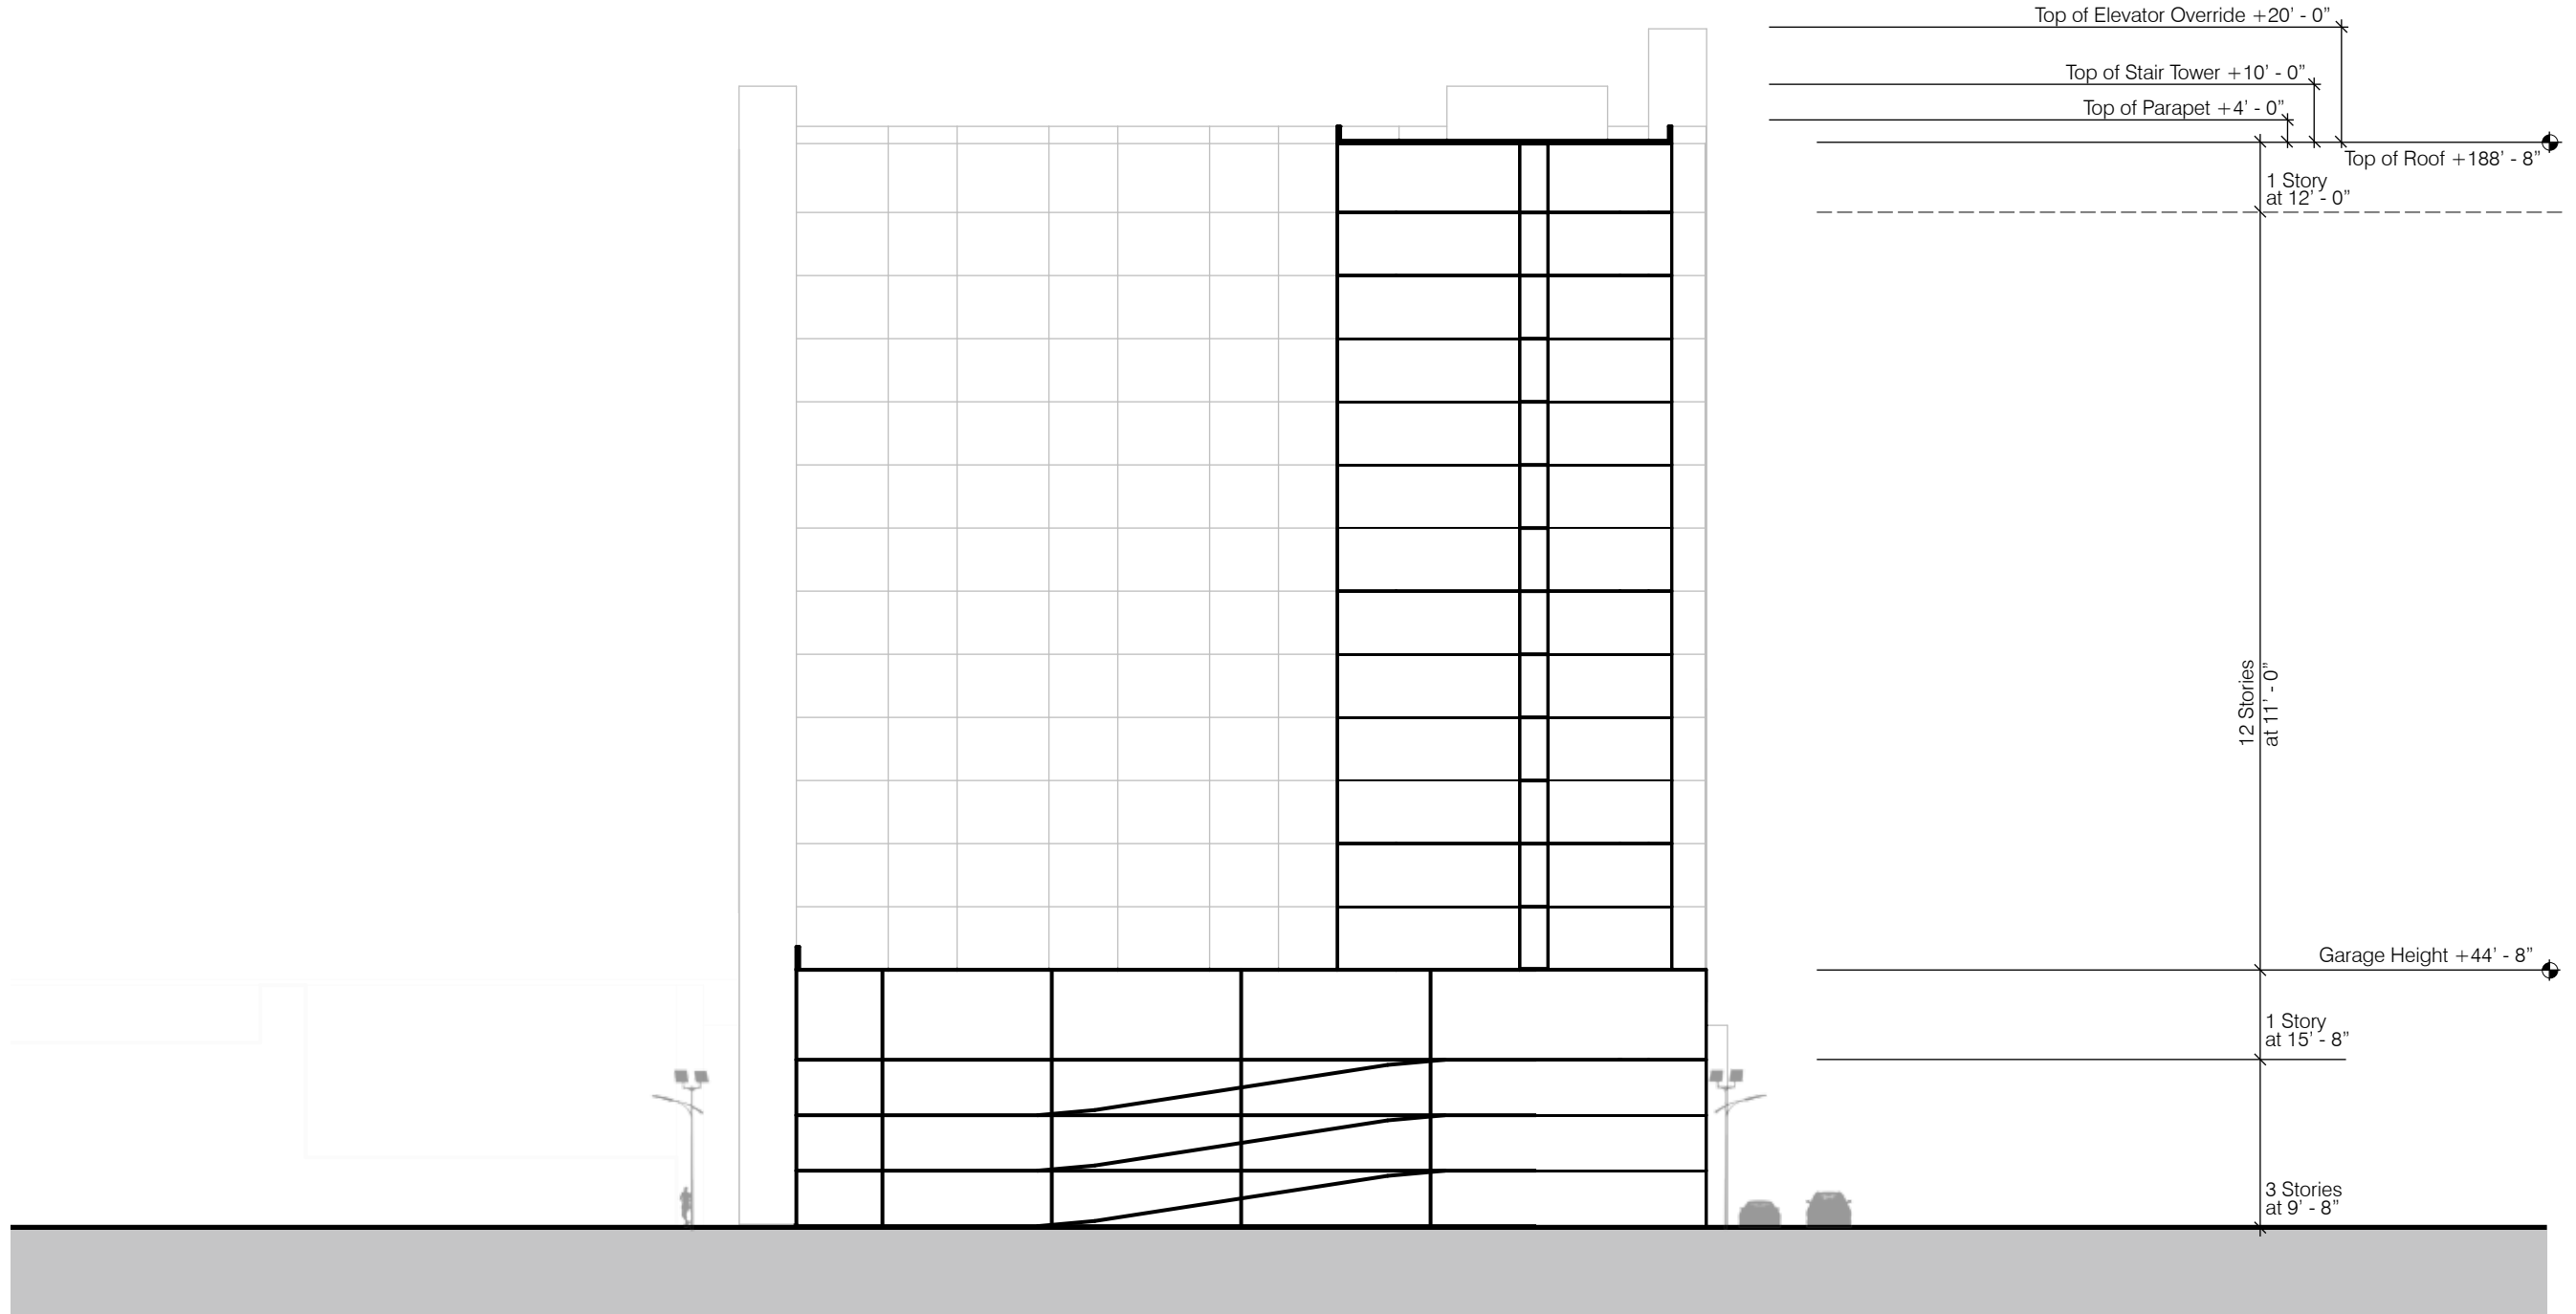 Top of Elevator Override +20’ - 0”
Top of Stair Tower +10’ - 0”
Top of Parapet +4’ - 0”
Top of Roof +188’ - 8”
1 Story
at 12’ - 0”
12 Stories
at 11’ - 0”
Garage Height +44’ - 8”
1 Story
at 15’ - 8”
3 Stories
at 9’ - 8”